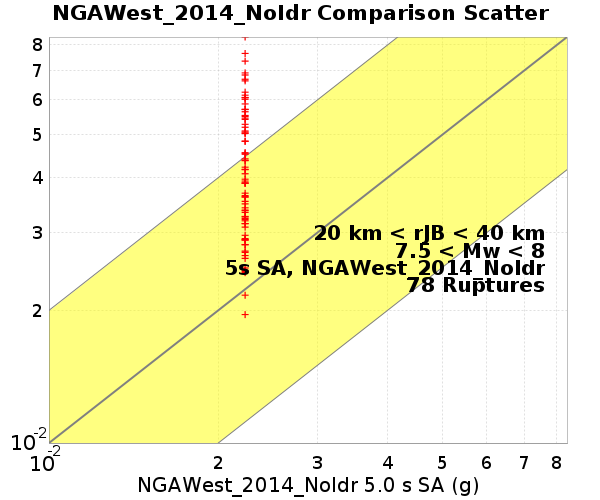 NGAWest_2014_NoIdr Comparison Scatter
8
7
6
5
4
3
2
10-2
20 km < rJB < 40 km
7.5 < Mw < 8
5s SA, NGAWest_2014_NoIdr
78 Ruptures
10-2
2 3 4 5 6 7 8
NGAWest_2014_NoIdr 5.0 s SA (g)